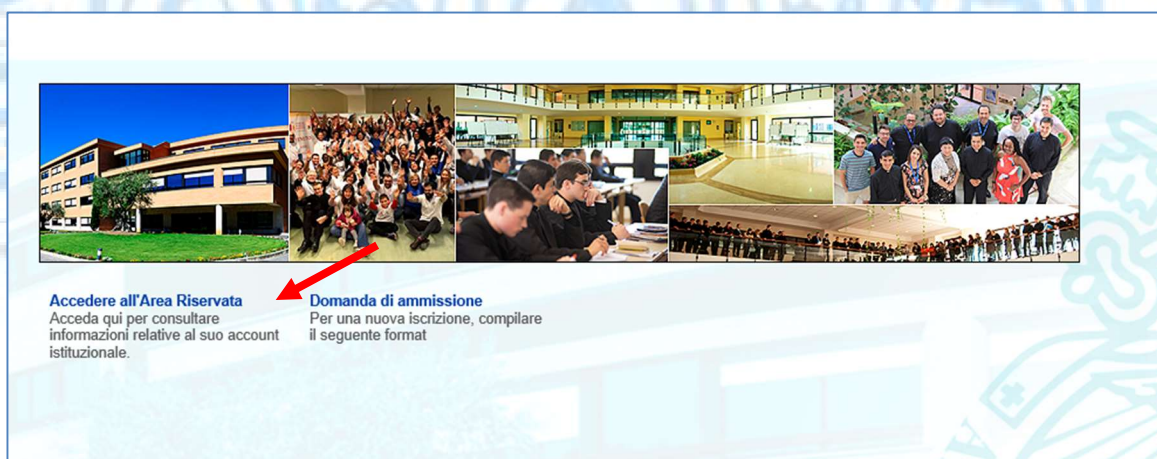 Accedere all'Area Riservata
Acceda qui per consultare
informazioni relative al suo account
istituzionale.
Domanda di ammissione
Per una nuova iscrizione, compilare
il seguente format